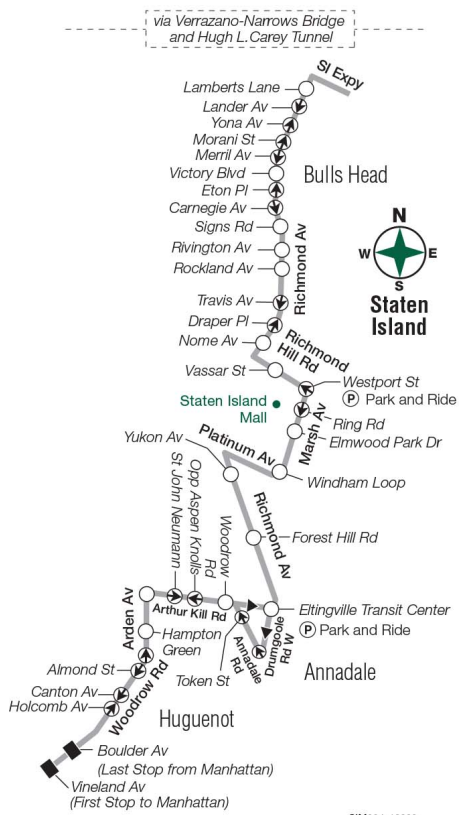 via Verrazano-Narrows Bridge
and Hugh L.Carey Tunnel
SI Expy
Lamberts Lane
Lander Av
Yona Av
Morani St
Merril Av
Victory Blvd
Bulls Head
Eton Pl
Carnegie Av
Signs Rd
Rivington Av
Rockland Av
Richmond Av
N
W
E
S
Staten
Island
Travis Av
Draper Pl
Nome Av
Richmond
Hill Rd
Vassar St
Westport St
P Park and Ride
Staten Island
Mall
Marsh Av
Ring Rd
Elmwood Park Dr
Yukon Av
Platinum Av
Windham Loop
St John Neumann
Opp Aspen Knolls
Woodrow
Rd
Richmond Av
Forest Hill Rd
Arden Av
Arthur Kill Rd
Eltingville Transit Center
P Park and Ride
Hampton
Green
Token St
Annadale
Rd
Drumgoole
Rd W
Annadale
Almond St
Canton Av
Holcomb Av
Woodrow Rd
Huguenot
Boulder Av
(Last Stop from Manhattan)
Vineland Av
(First Stop to Manhattan)